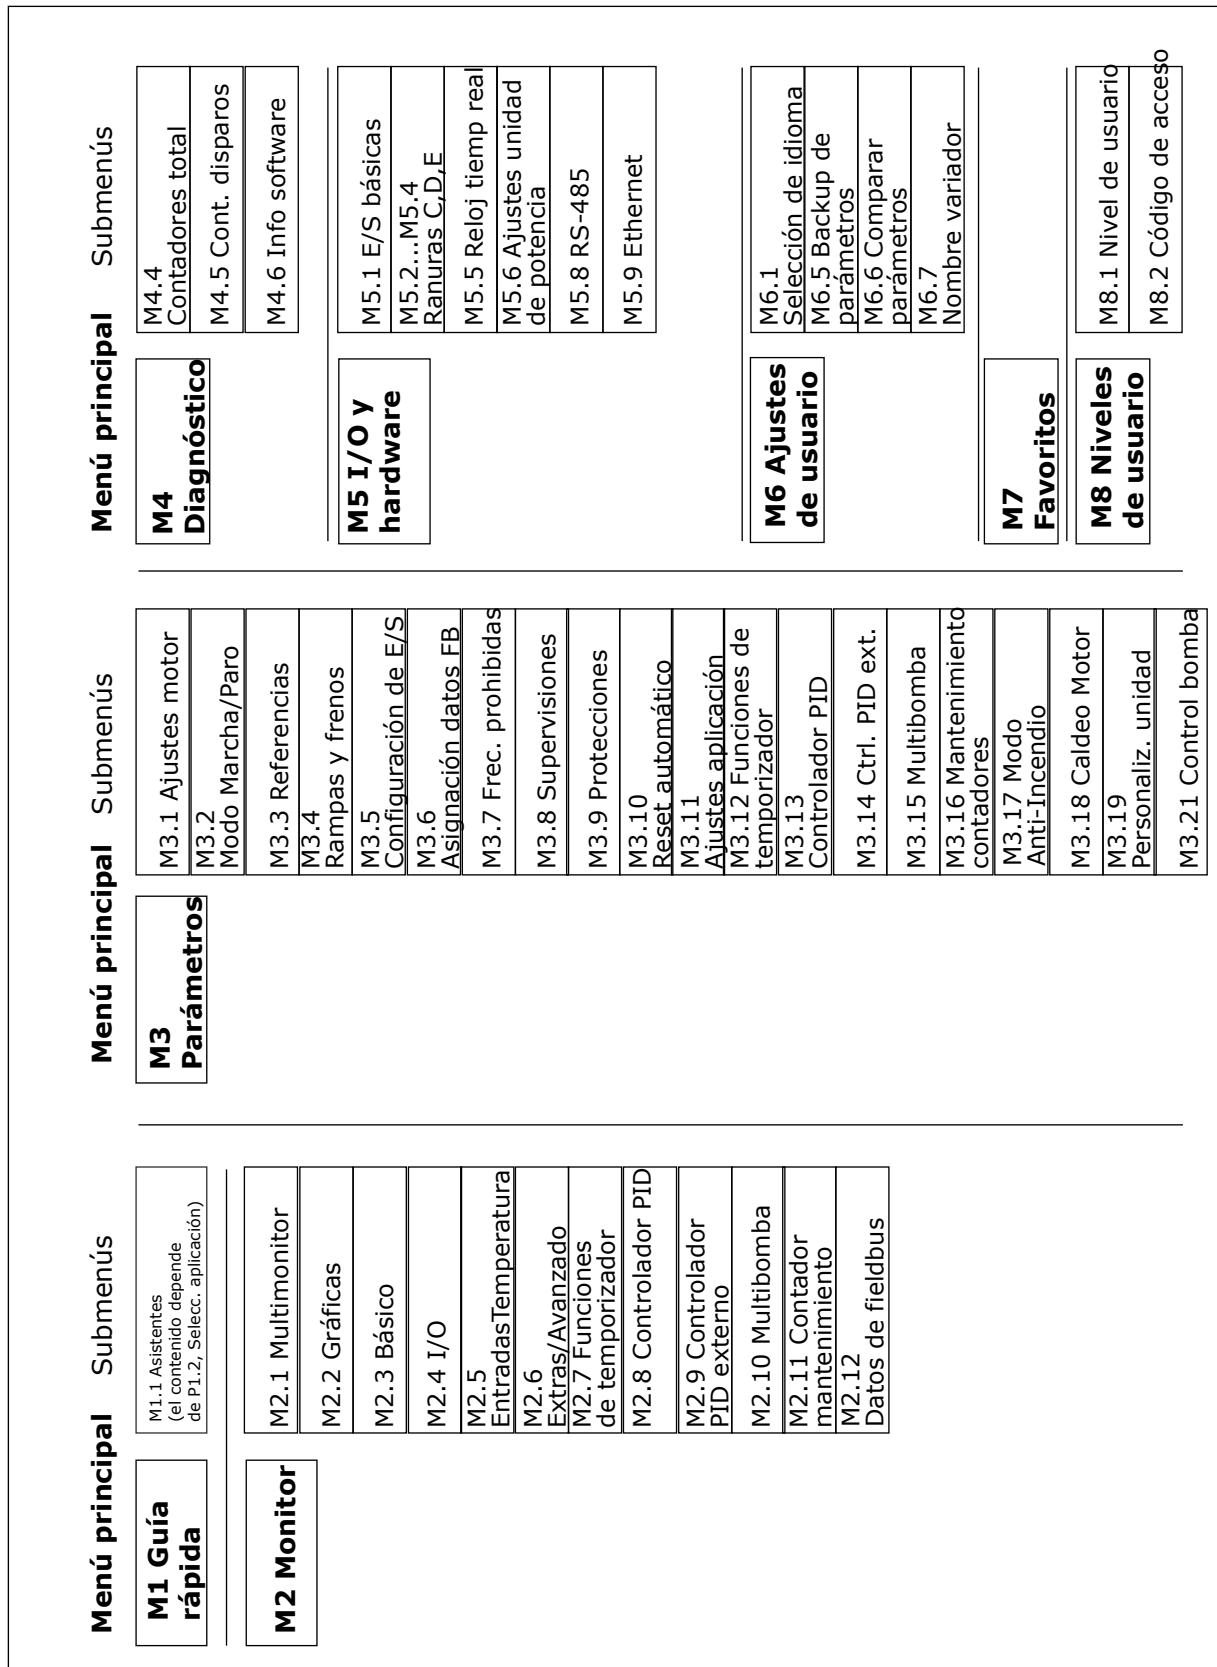 Menú principal
Submenús
M1 Guía
rápida
M1.1 Asistentes
(el contenido depende
de P1.2, Selecc. aplicación)
M2 Monitor
M2.1 Multimonitor
M2.2 Gráficas
M2.3 Básico
M2.4 I/O
M2.5
EntradasTemperatura
M2.6
Extras/Avanzado
M2.7 Funciones
de temporizador
M2.8 Controlador PID
M2.9 Controlador
PID externo
M2.10 Multibomba
M2.11 Contador
mantenimiento
M2.12
Datos de fieldbus
Menú principal
Submenús
M3
Parámetros
M3.1 Ajustes motor
M3.2
Modo Marcha/Paro
M3.3 Referencias
M3.4
Rampas y frenos
M3.5
Configuración de E/S
M3.6
Asignación datos FB
M3.7 Frec. prohibidas
M3.8 Supervisiones
M3.9 Protecciones
M3.10
Reset automático
M3.11
Ajustes aplicación
M3.12 Funciones de
temporizador
M3.13
Controlador PID
M3.14 Ctrl. PID ext.
M3.15 Multibomba
M3.16 Mantenimiento
contadores
M3.17 Modo
Anti-Incendio
M3.18 Caldeo Motor
M3.19
Personaliz. unidad
M3.21 Control bomba
Menú principal
Submenús
M4
Diagnóstico
M4.4
Contadores total
M4.5 Cont. disparos
M4.6 Info software
M5 I/O y
hardware
M5.1 E/S básicas
M5.2...M5.4
Ranuras C,D,E
M5.5 Reloj tiemp real
M5.6 Ajustes unidad
de potencia
M5.8 RS-485
M5.9 Ethernet
M6 Ajustes
de usuario
M6.1
Selección de idioma
M6.5 Backup de
parámetros
M6.6 Comparar
parámetros
M6.7
Nombre variador
M7
Favoritos
M8 Niveles
de usuario
M8.1 Nivel de usuario
M8.2 Código de acceso